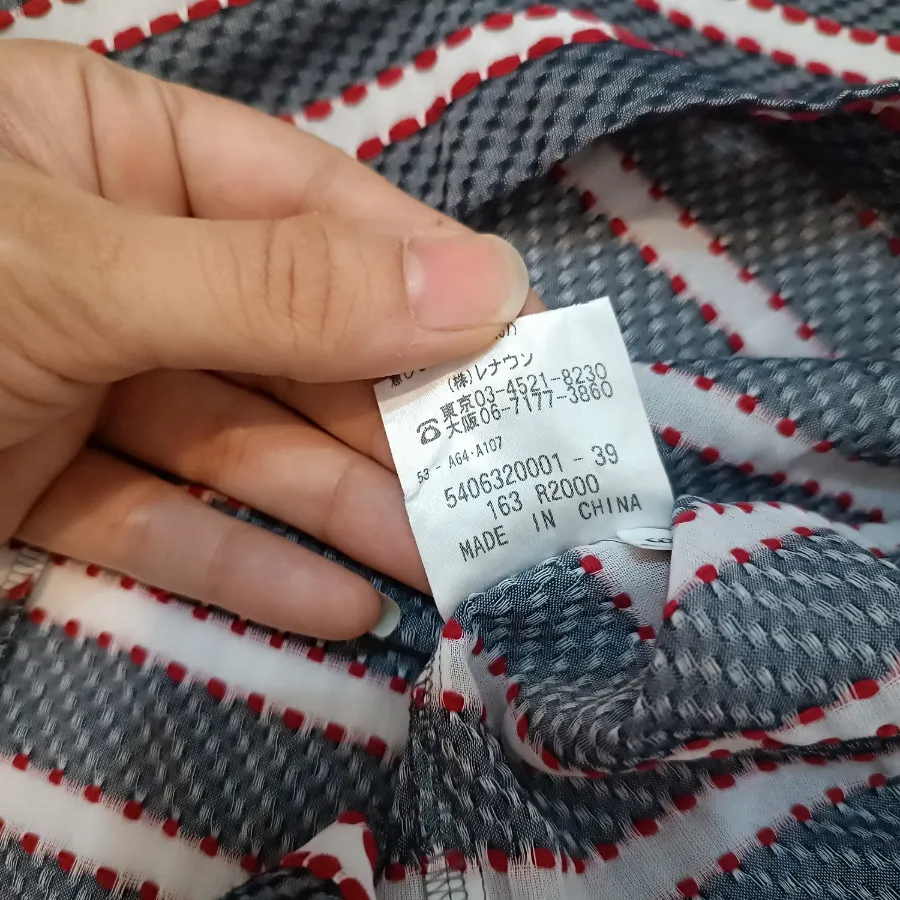 (株)レナウン
東京03-4521-8230
☎大阪06-7177-3860
53 - A64・A107
5406320001 - 39
163 R2000
MADE IN CHINA